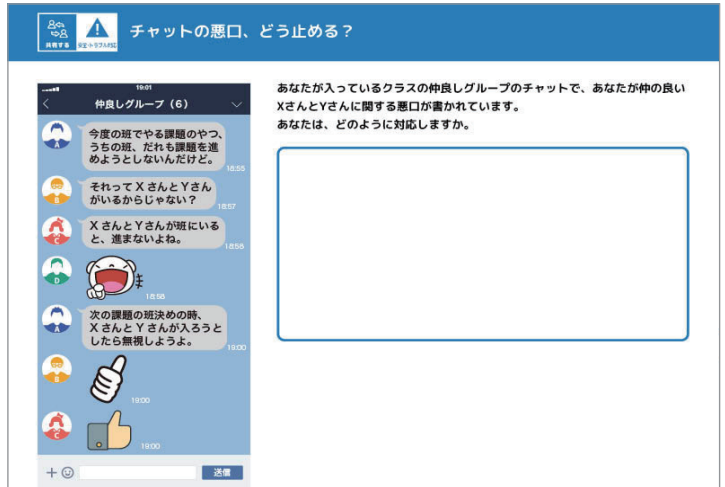 共有する
安全・トラブル対応
チャットの悪口、どう止める？
19:01
仲良しグループ（6）
A
今度の班でやる課題のやつ、
うちの班、だれも課題を進
めようとしないんだけど。
18:55
B
それってXさんとYさん
がいるからじゃない？
18:57
C
XさんとYさんが班にいる
と、進まないよね。
18:58
D
18:58
A
次の課題の班決めの時、
XさんとYさんが入ろうと
したら無視しようよ。
19:00
B
19:00
C
19:00
送信
あなたが入っているクラスの仲良しグループのチャットで、あなたが仲の良い
XさんとYさんに関する悪口が書かれています。
あなたは、どのように対応しますか。